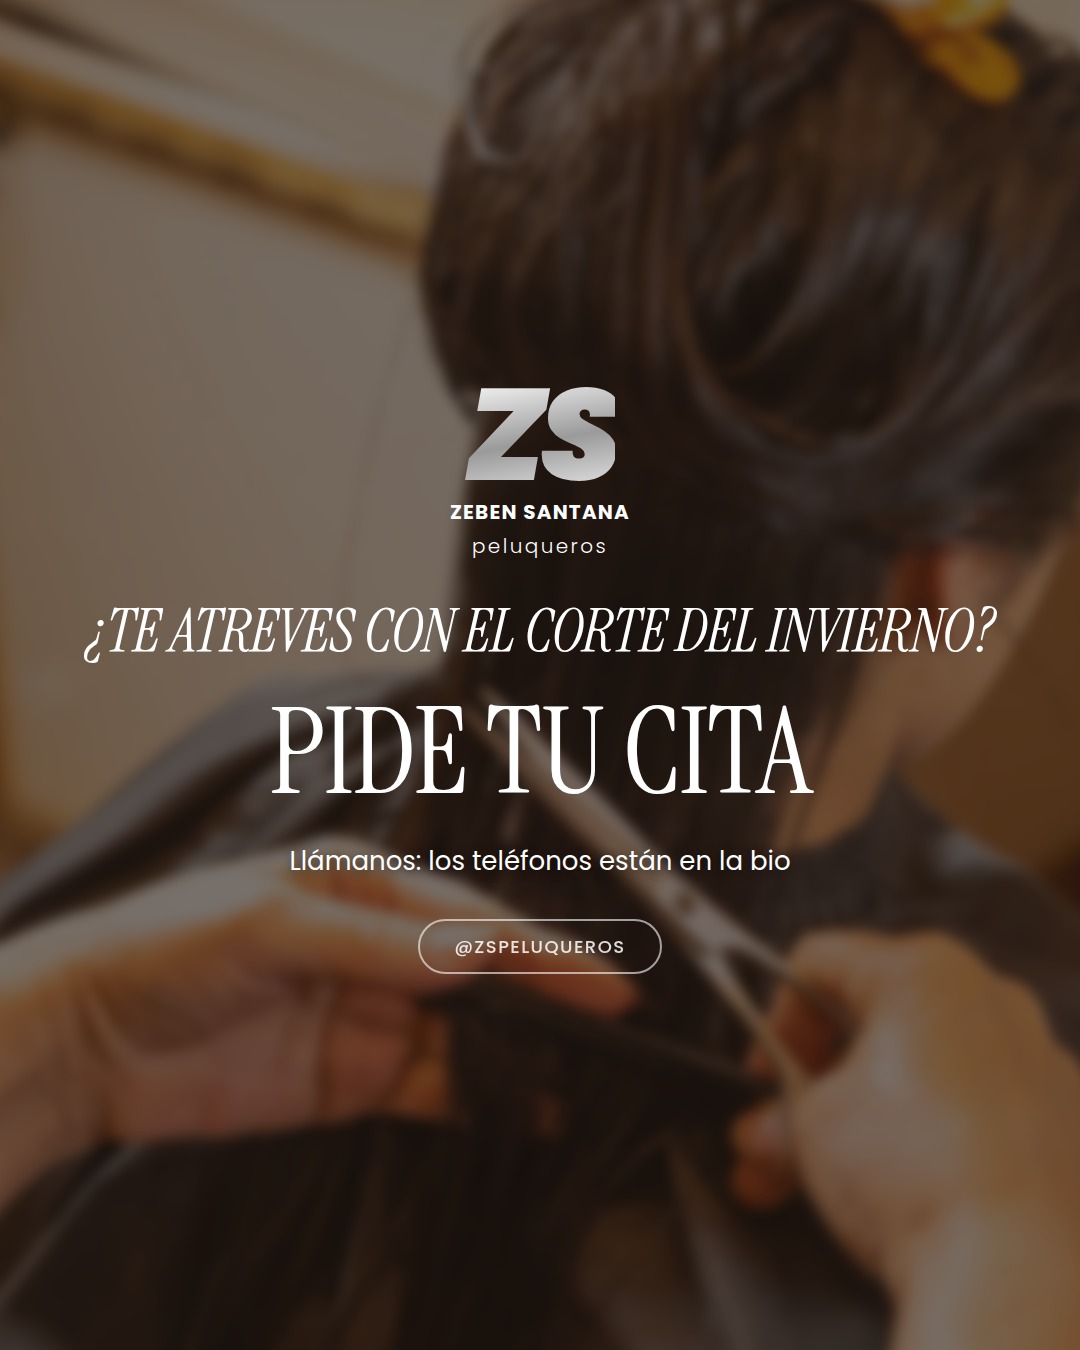 ZS
ZEBEN SANTANA
peluqueros
¿TE ATREVES CON EL CORTE DEL INVIERNO?
PIDE TU CITA
Llámanos: los teléfonos están en la bio
@ZSPELUQUEROS